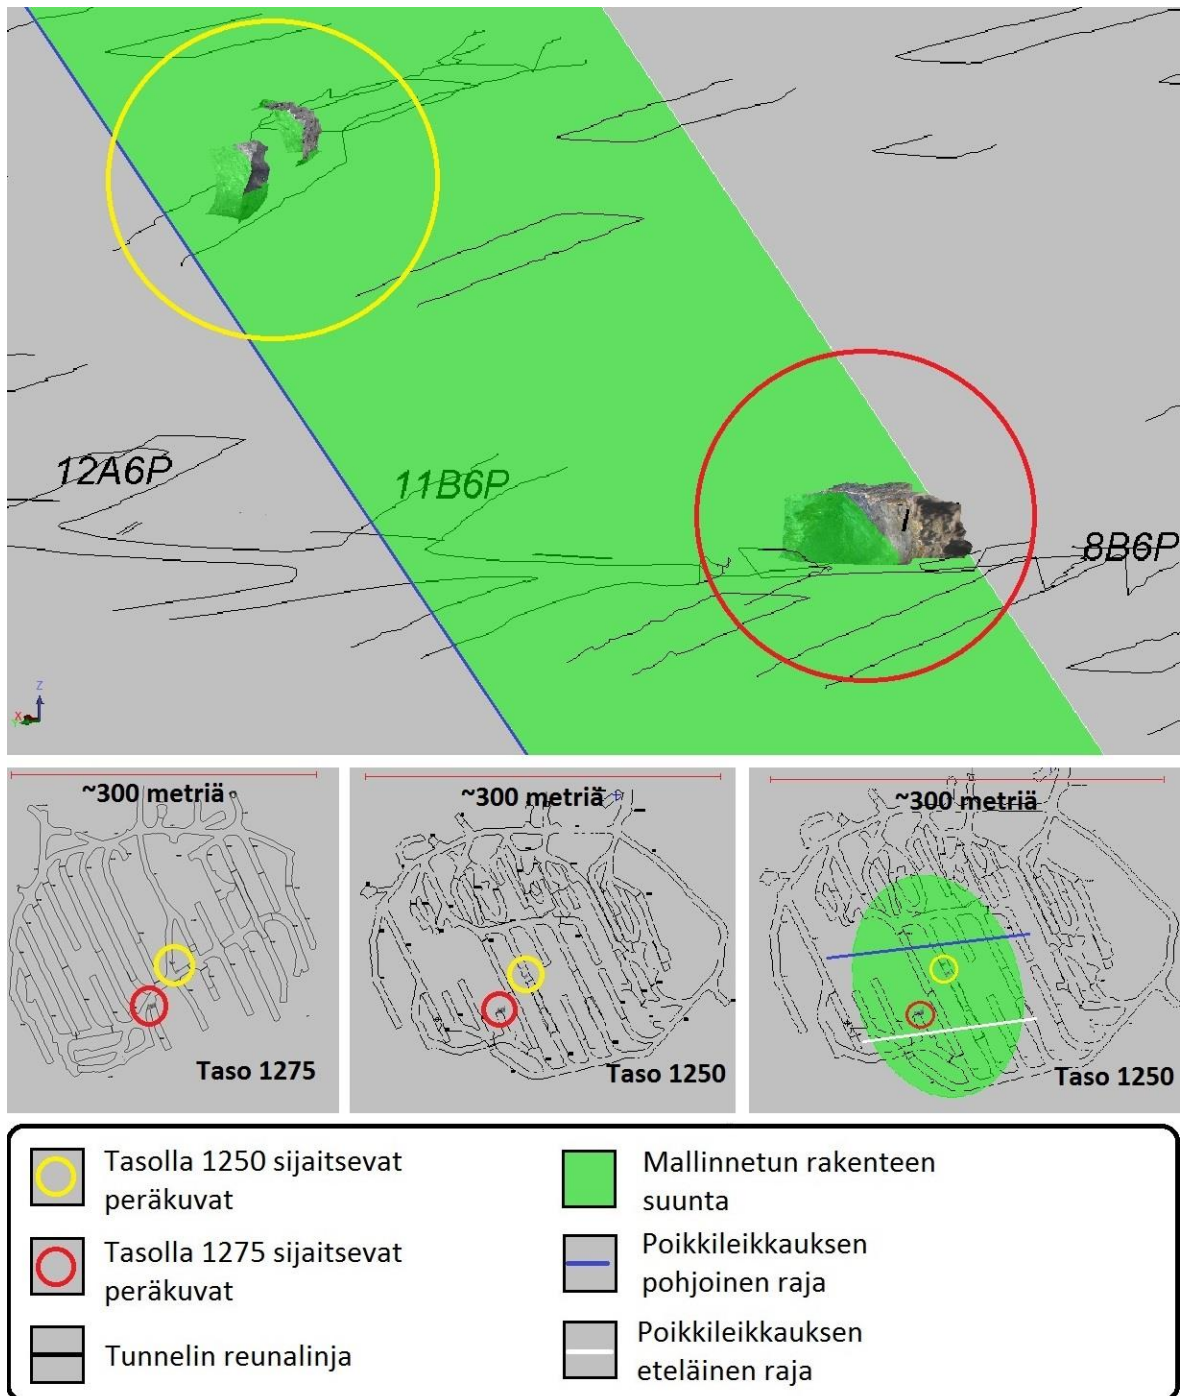 12A6P
11B6P
8B6P
Z
X
Y
~300 metriä
Taso 1275
~300 metriä
Taso 1250
~300 metriä
Taso 1250
Tasolla 1250 sijaitsevat
peräkuvat
Tasolla 1275 sijaitsevat
peräkuvat
Tunnelin reunalinja
Mallinnetun rakenteen
suunta
Poikkileikkauksen
pohjoinen raja
Poikkileikkauksen
eteläinen raja